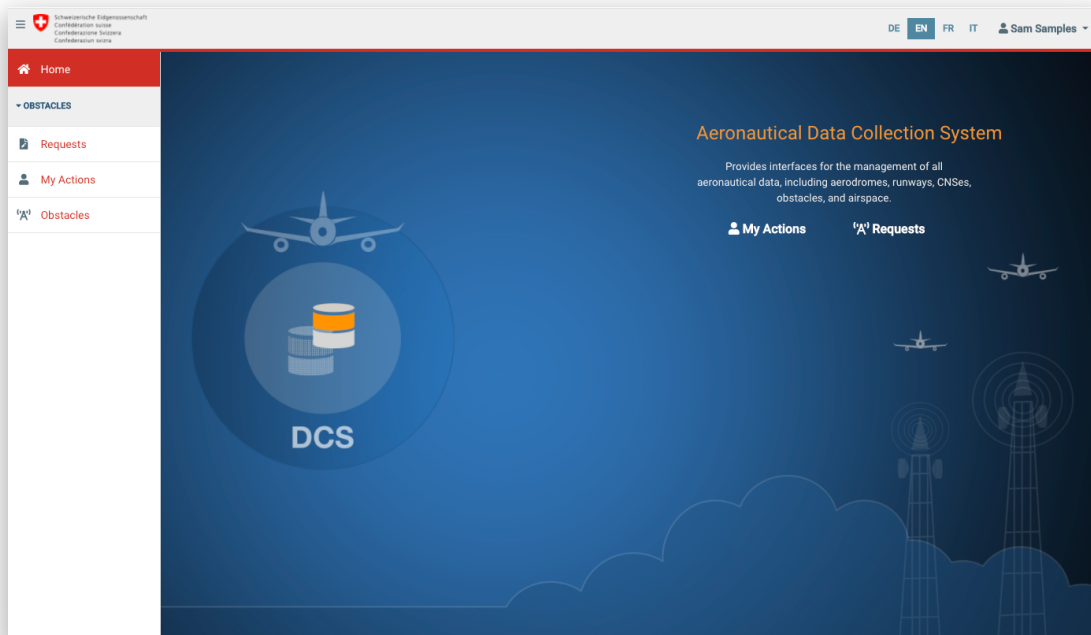 Schweizerische Eidgenossenschaft
Confédération suisse
Confederazione Svizzera
Confederaziun svizra
DE EN FR IT Sam Samples
Home
OBSTACLES
Requests
My Actions
Obstacles
Aeronautical Data Collection System
Provides interfaces for the management of all
aeronautical data, including aerodromes, runways, CNSes,
obstacles, and airspace.
My Actions Requests
DCS